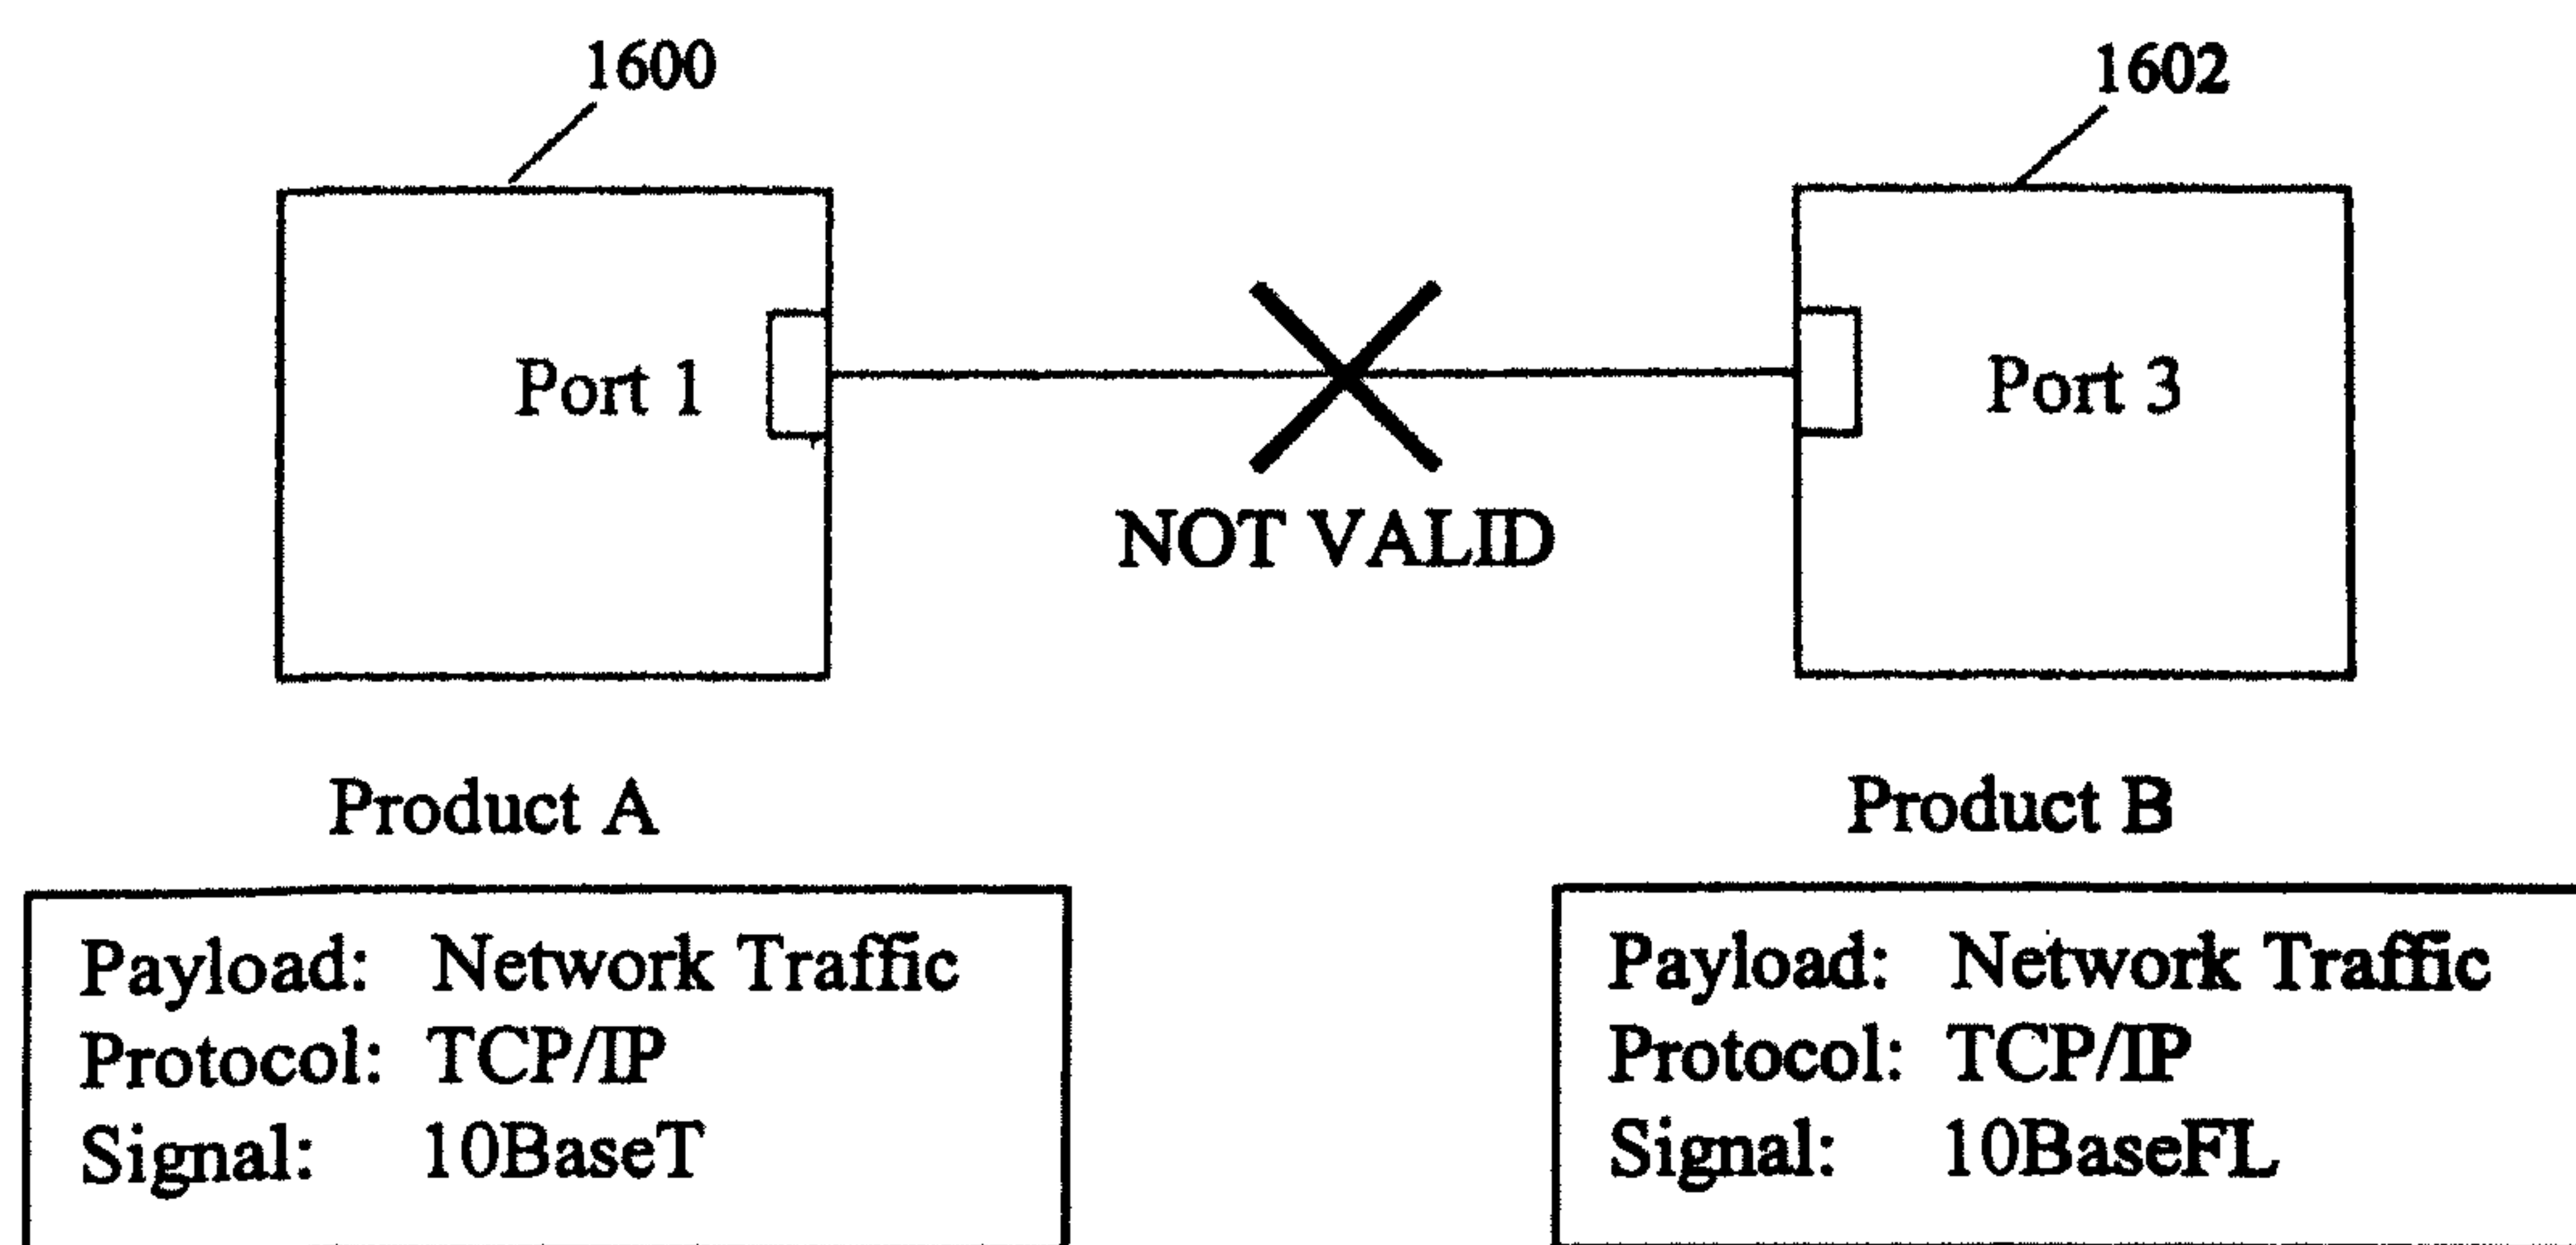 1600
1602
Port 1
Port 3
NOT VALID
Product A
Product B
Payload: Network Traffic
Protocol: TCP/IP
Signal: 10BaseT
Payload: Network Traffic
Protocol: TCP/IP
Signal: 10BaseFL